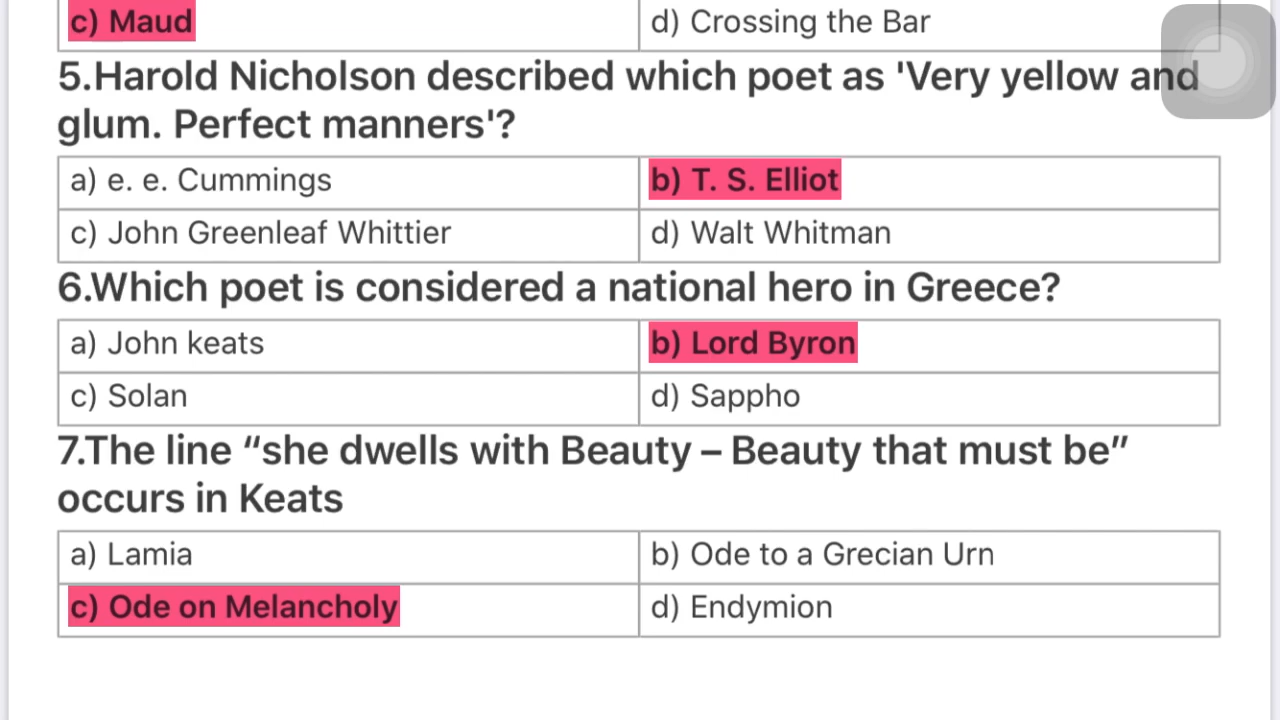 c) Maud
d) Crossing the Bar
5.Harold Nicholson described which poet as 'Very yellow and
glum. Perfect manners'?
a) e. e. Cummings
b) T. S. Elliot
c) John Greenleaf Whittier
d) Walt Whitman
6.Which poet is considered a national hero in Greece?
a) John keats
b) Lord Byron
c) Solan
d) Sappho
7.The line “she dwells with Beauty – Beauty that must be”
occurs in Keats
a) Lamia
b) Ode to a Grecian Urn
c) Ode on Melancholy
d) Endymion